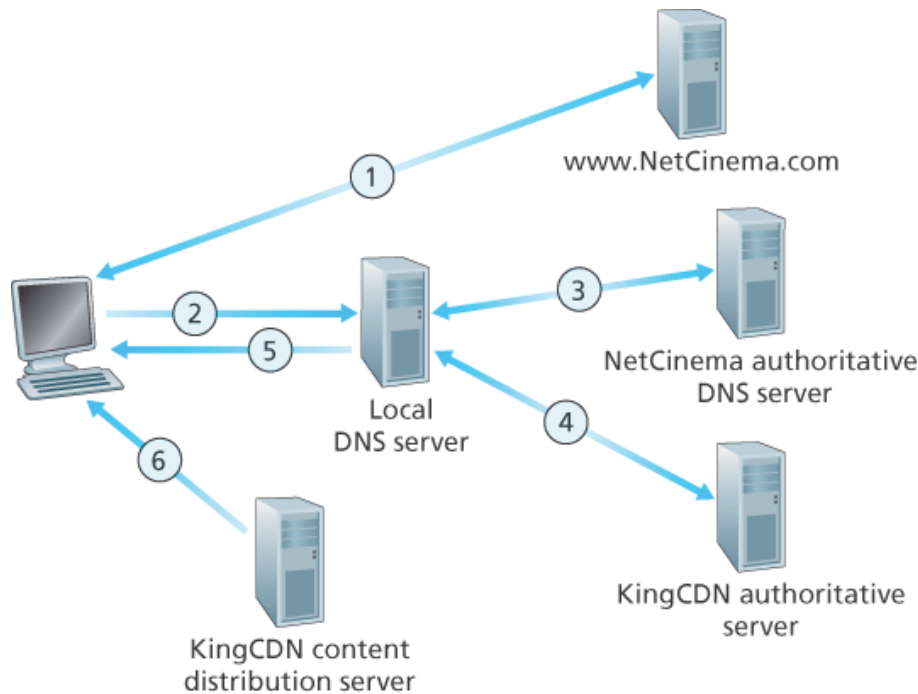 1
www.NetCinema.com
2
3
5
NetCinema authoritative
DNS server
Local
DNS server
4
6
KingCDN authoritative
server
KingCDN content
distribution server